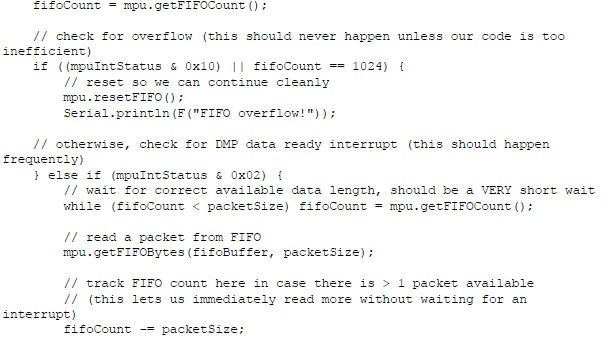 fifoCount = mpu.getFIFOCount();
// check for overflow (this should never happen unless our code is too
inefficient)
if ((mpuIntStatus & 0x10) || fifoCount == 1024) {
// reset so we can continue cleanly
mpu.resetFIFO();
Serial.println(F("FIFO overflow!"));
// otherwise, check for DMP data ready interrupt (this should happen
frequently)
} else if (mpuIntStatus & 0x02) {
// wait for correct available data length, should be a VERY short wait
while (fifoCount < packetSize) fifoCount = mpu.getFIFOCount();
// read a packet from FIFO
mpu.getFIFOBytes(fifoBuffer, packetSize);
// track FIFO count here in case there is > 1 packet available
// (this lets us immediately read more without waiting for an
interrupt)
fifoCount -= packetSize;